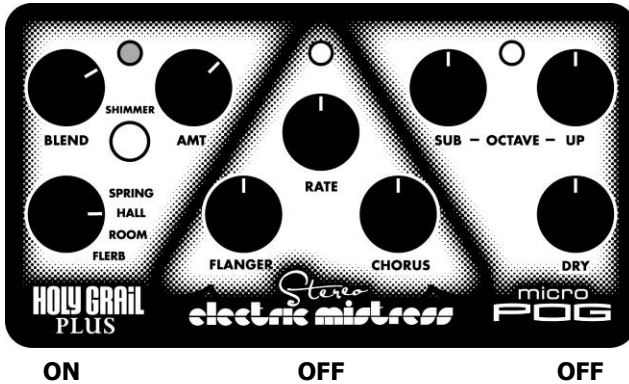 SHIMMER
BLEND
AMT
SPRING
HALL
ROOM
FLERB
HOLY GRAIL
PLUS
RATE
FLANGER
CHORUS
Stereo
electric mistress
SUB – OCTAVE – UP
DRY
micro
POG
ON
OFF
OFF